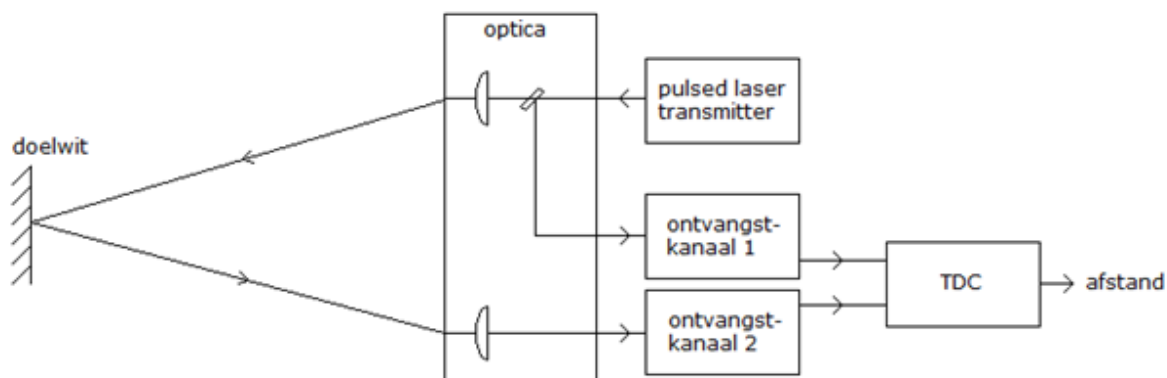 optica
pulsed laser
transmitter
doelwit
ontvangst-
kanaal 1
TDC
afstand
ontvangst-
kanaal 2